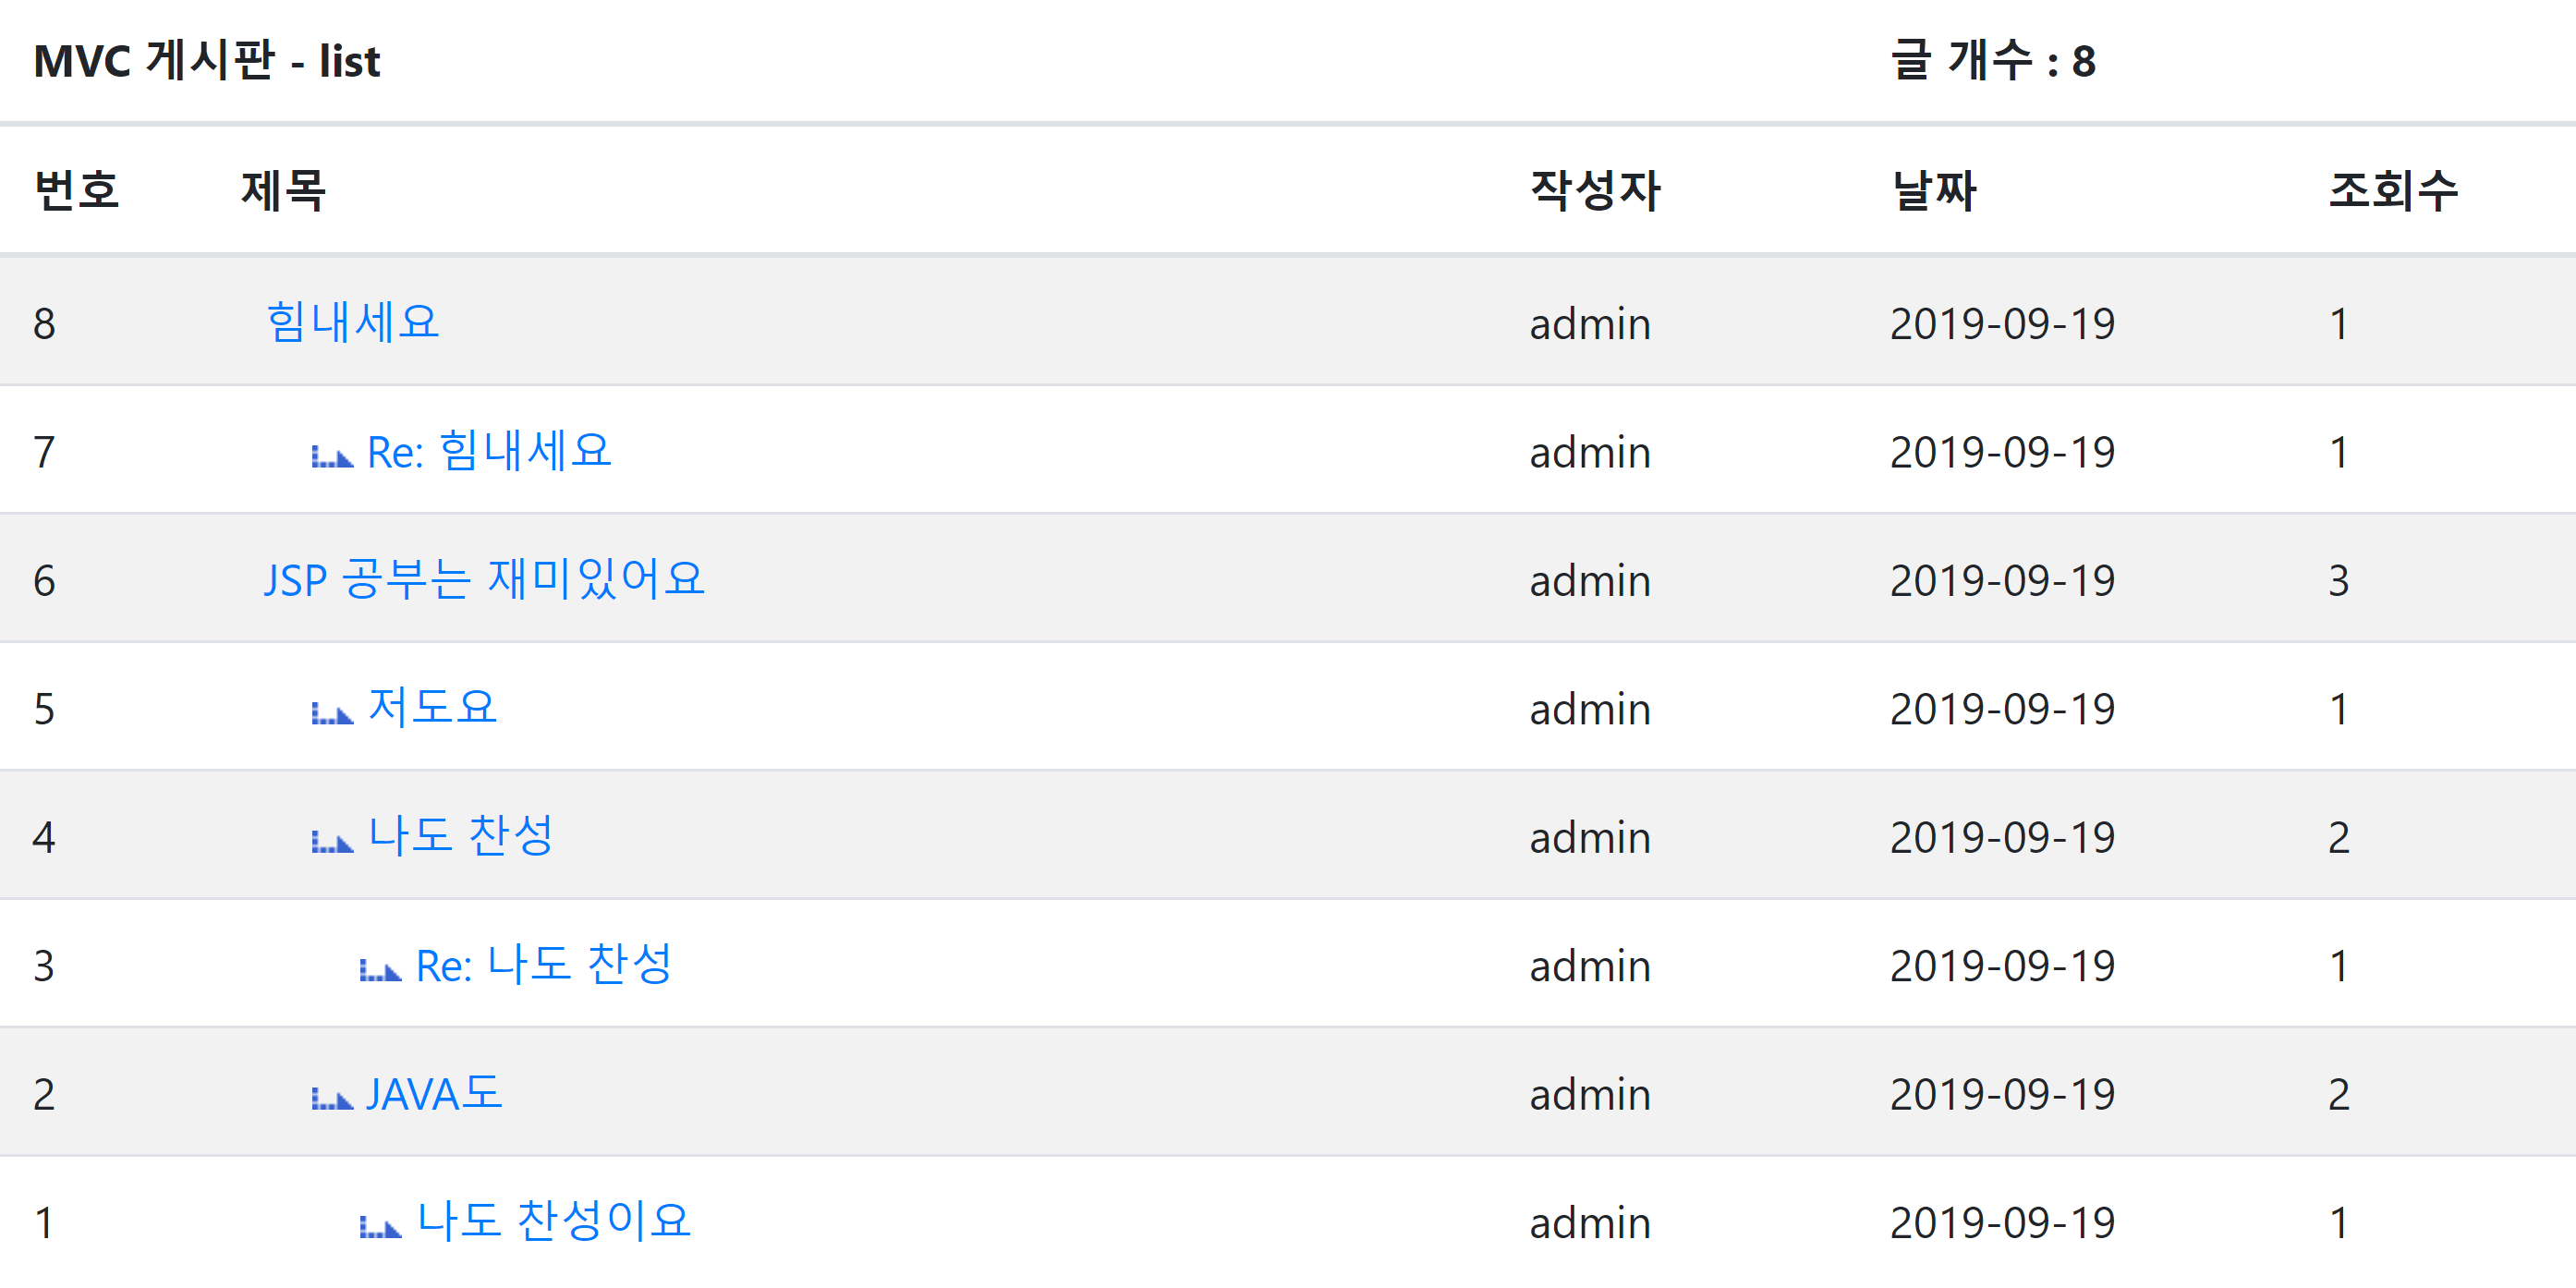 MVC 게시판 - list 글 개수 : 8
번호 제목 작성자 날짜 조회수
8 힘내세요 admin 2019-09-19 1
7 Re: 힘내세요 admin 2019-09-19 1
6 JSP 공부는 재미있어요 admin 2019-09-19 3
5 저도요 admin 2019-09-19 1
4 나도 찬성 admin 2019-09-19 2
3 Re: 나도 찬성 admin 2019-09-19 1
2 JAVA도 admin 2019-09-19 2
1 나도 찬성이요 admin 2019-09-19 1